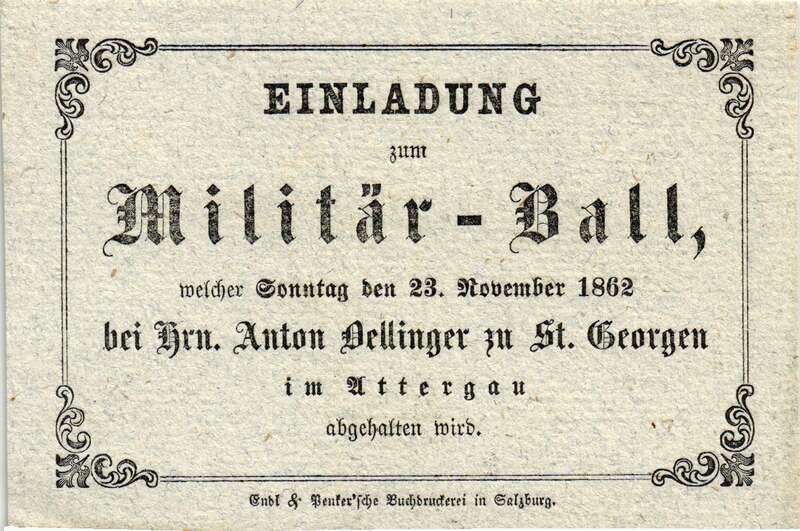 EINLADUNG
zum
Militär-Ball,
welcher Sonntag den 23. November 1862
bei Hrn. Anton Dellinger zu St. Georgen
im Attergau
abgehalten wird.
Endl & Penker'sche Buchdruckerei in Salzburg.